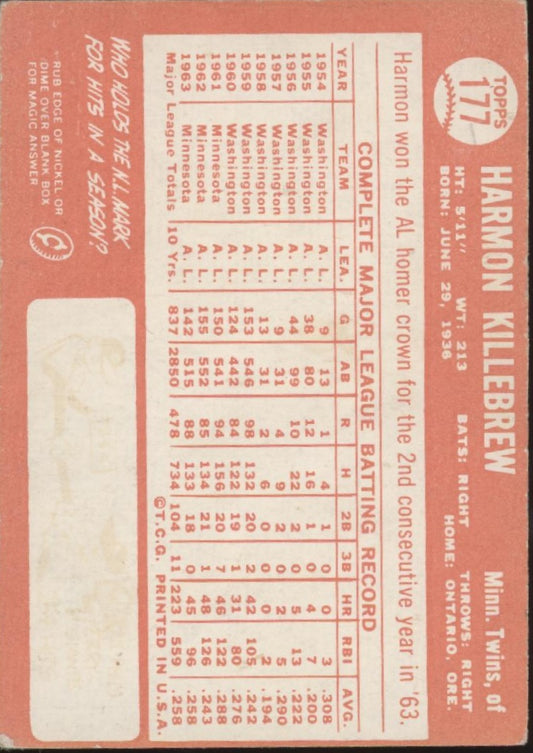 TOPPS
177
HARMON KILLEBREW
Minn. Twins, of
HT: 5'11" WT: 213 BATS: RIGHT THROWS: RIGHT
BORN: JUNE 29, 1936 HOME: ONTARIO, ORE.
Harmon won the AL homer crown for the 2nd consecutive year in '63.
COMPLETE MAJOR LEAGUE BATTING RECORD
YEAR TEAM LEA. G AB R H 2B 3B HR RBI AVG.
1954 Washington A. L. 9 13 1 4 1 0 0 3 .308
1955 Washington A. L. 38 80 12 16 1 0 4 7 .200
1956 Washington A. L. 44 99 10 22 2 0 5 13 .222
1957 Washington A. L. 9 31 4 9 2 0 2 5 .290
1958 Washington A. L. 13 31 2 6 0 0 0 2 .194
1959 Washington A. L. 153 546 98 132 20 2 42 105 .242
1960 Washington A. L. 124 442 84 122 19 1 31 80 .276
1961 Minnesota A. L. 150 541 94 156 20 7 46 122 .288
1962 Minnesota A. L. 155 552 85 134 21 1 48 126 .243
1963 Minnesota A. L. 142 515 88 133 18 0 45 96 .258
Major League Totals 10 Yrs. 837 2850 478 734 104 11 223 559 .258
©T.C.G. PRINTED IN U.S.A.
WHO HOLDS THE N.L. MARK
FOR HITS IN A SEASON?
RUB EDGE OF NICKEL OR
DIME OVER BLANK BOX
FOR MAGIC ANSWER